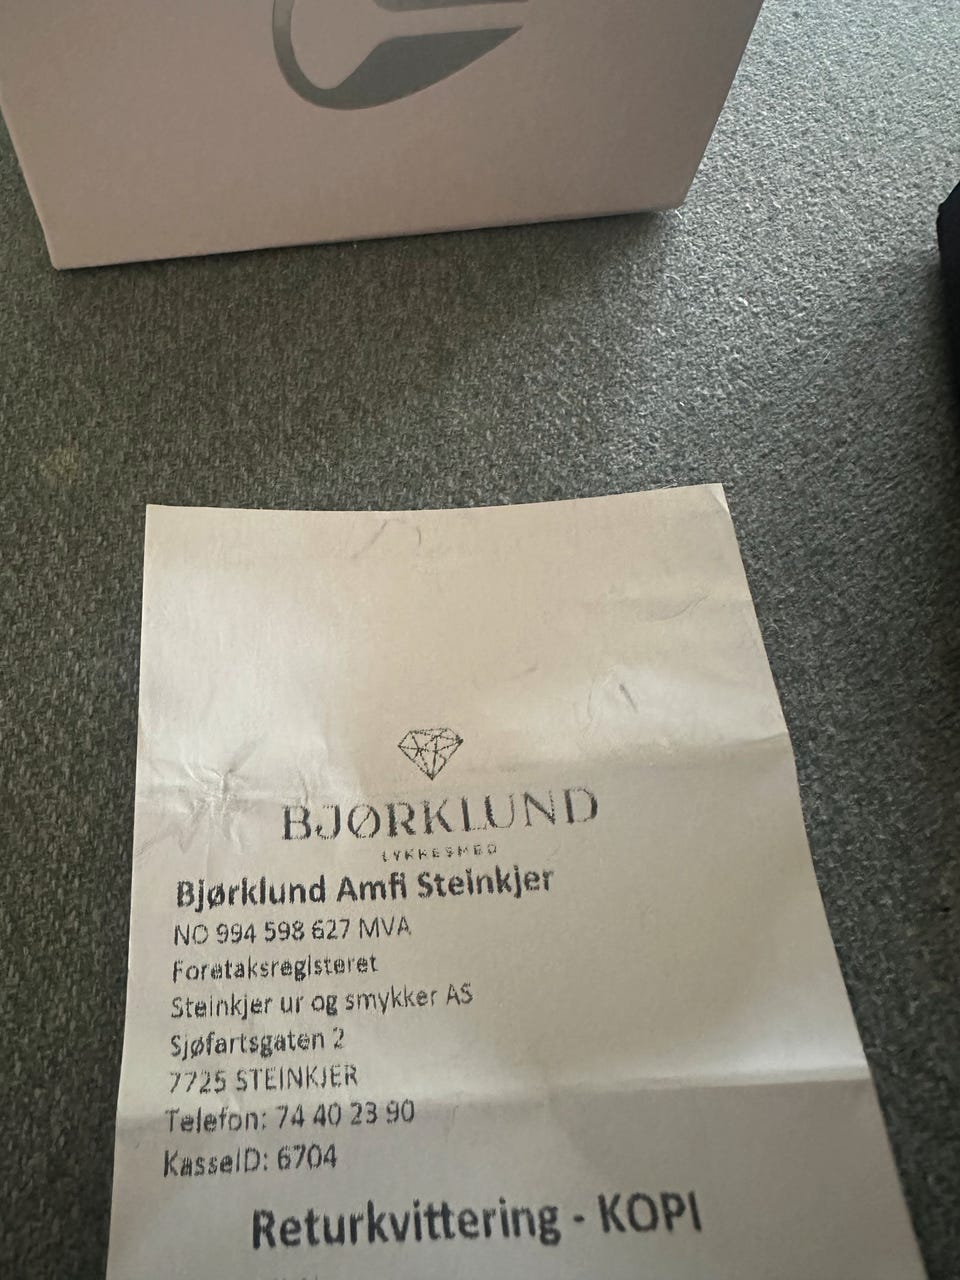 BJØRKLUND
LYKKESMED
Bjørklund Amfi Steinkjer
NO 994 598 627 MVA
Foretaksregisteret
Steinkjer ur og smykker AS
Sjøfartsgaten 2
7725 STEINKJER
Telefon: 74 40 23 90
KasseID: 6704
Returkvittering - KOPI